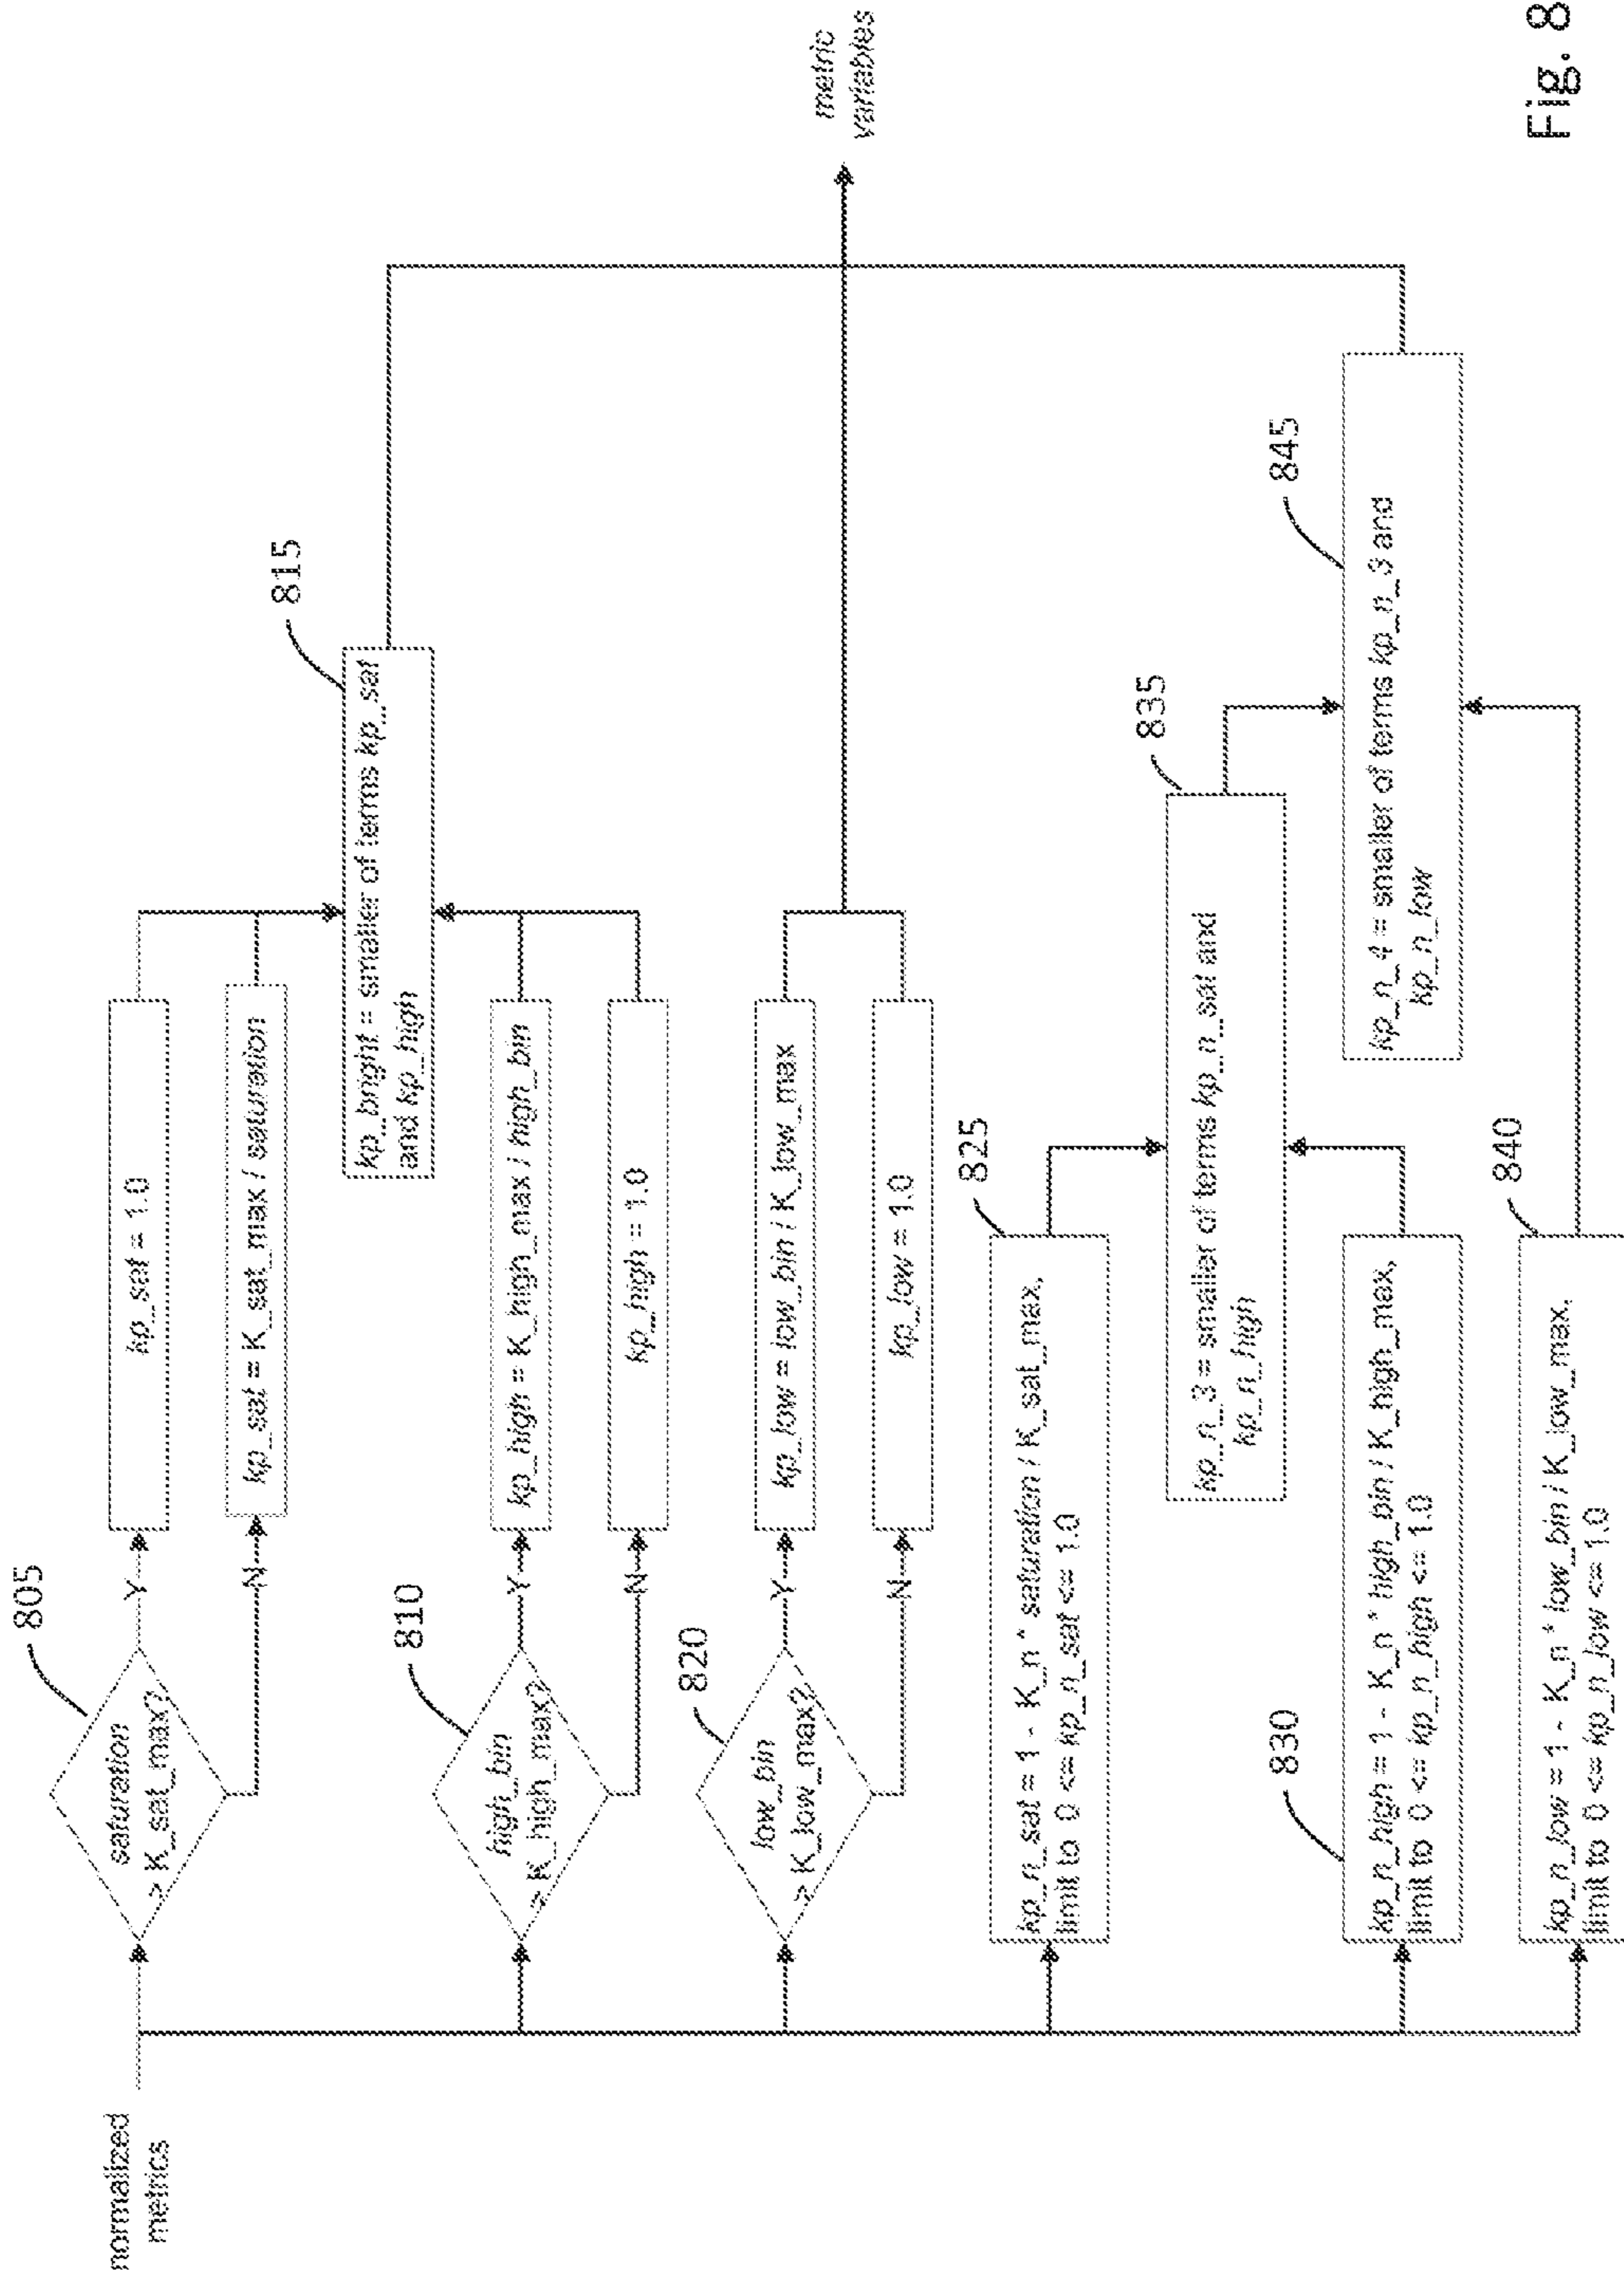 normalized
metrics
805
saturation
> K_sat_max?
Y
N
kp_sat = 1.0
kp_sat = K_sat_max / saturation
810
high_bin
> K_high_max?
Y
N
kp_high = K_high_max / high_bin
kp_high = 1.0
815
kp_bright = smaller of terms kp_sat
and kp_high
820
low_bin
> K_low_max?
Y
N
kp_low = low_bin / K_low_max
kp_low = 1.0
metric
variables
825
kp_n_sat = 1 - K_n * saturation / K_sat_max,
limit to 0 <= kp_n_sat <= 1.0
830
kp_n_high = 1 - K_n * high_bin / K_high_max,
limit to 0 <= kp_n_high <= 1.0
835
kp_n_3 = smaller of terms kp_n_sat and
kp_n_high
840
kp_n_low = 1 - K_n * low_bin / K_low_max,
limit to 0 <= kp_n_low <= 1.0
845
kp_n_4 = smaller of terms kp_n_3 and
kp_n_low
Fig. 8